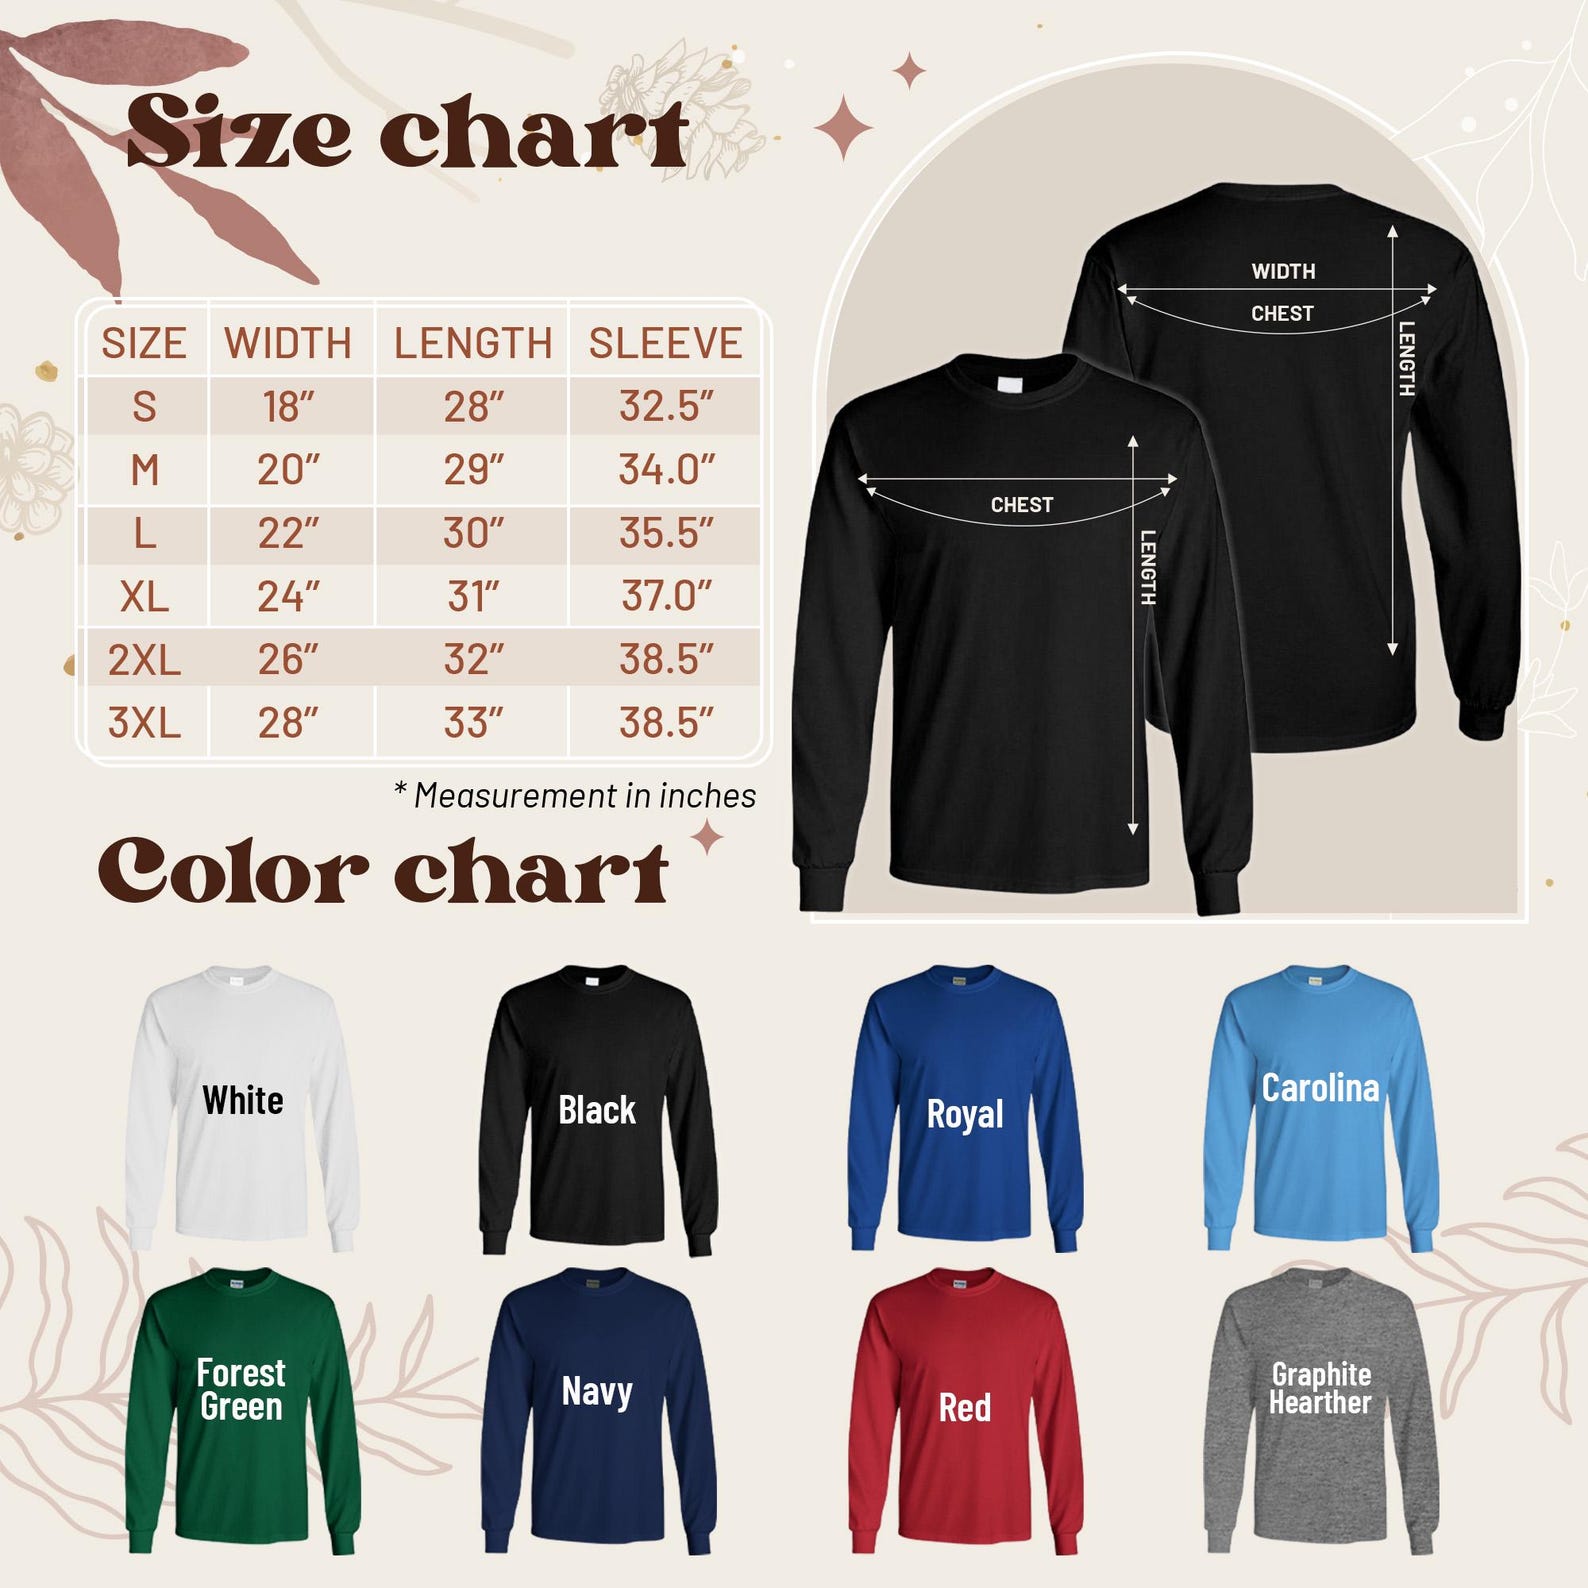 Size chart
SIZE WIDTH LENGTH SLEEVE
S 18” 28” 32.5”
M 20” 29” 34.0”
L 22” 30” 35.5”
XL 24” 31” 37.0”
2XL 26” 32” 38.5”
3XL 28” 33” 38.5”
* Measurement in inches
WIDTH
CHEST
LENGTH
CHEST
LENGTH
Color chart
White
Black
Royal
Carolina
Forest
Green
Navy
Red
Graphite
Hearther